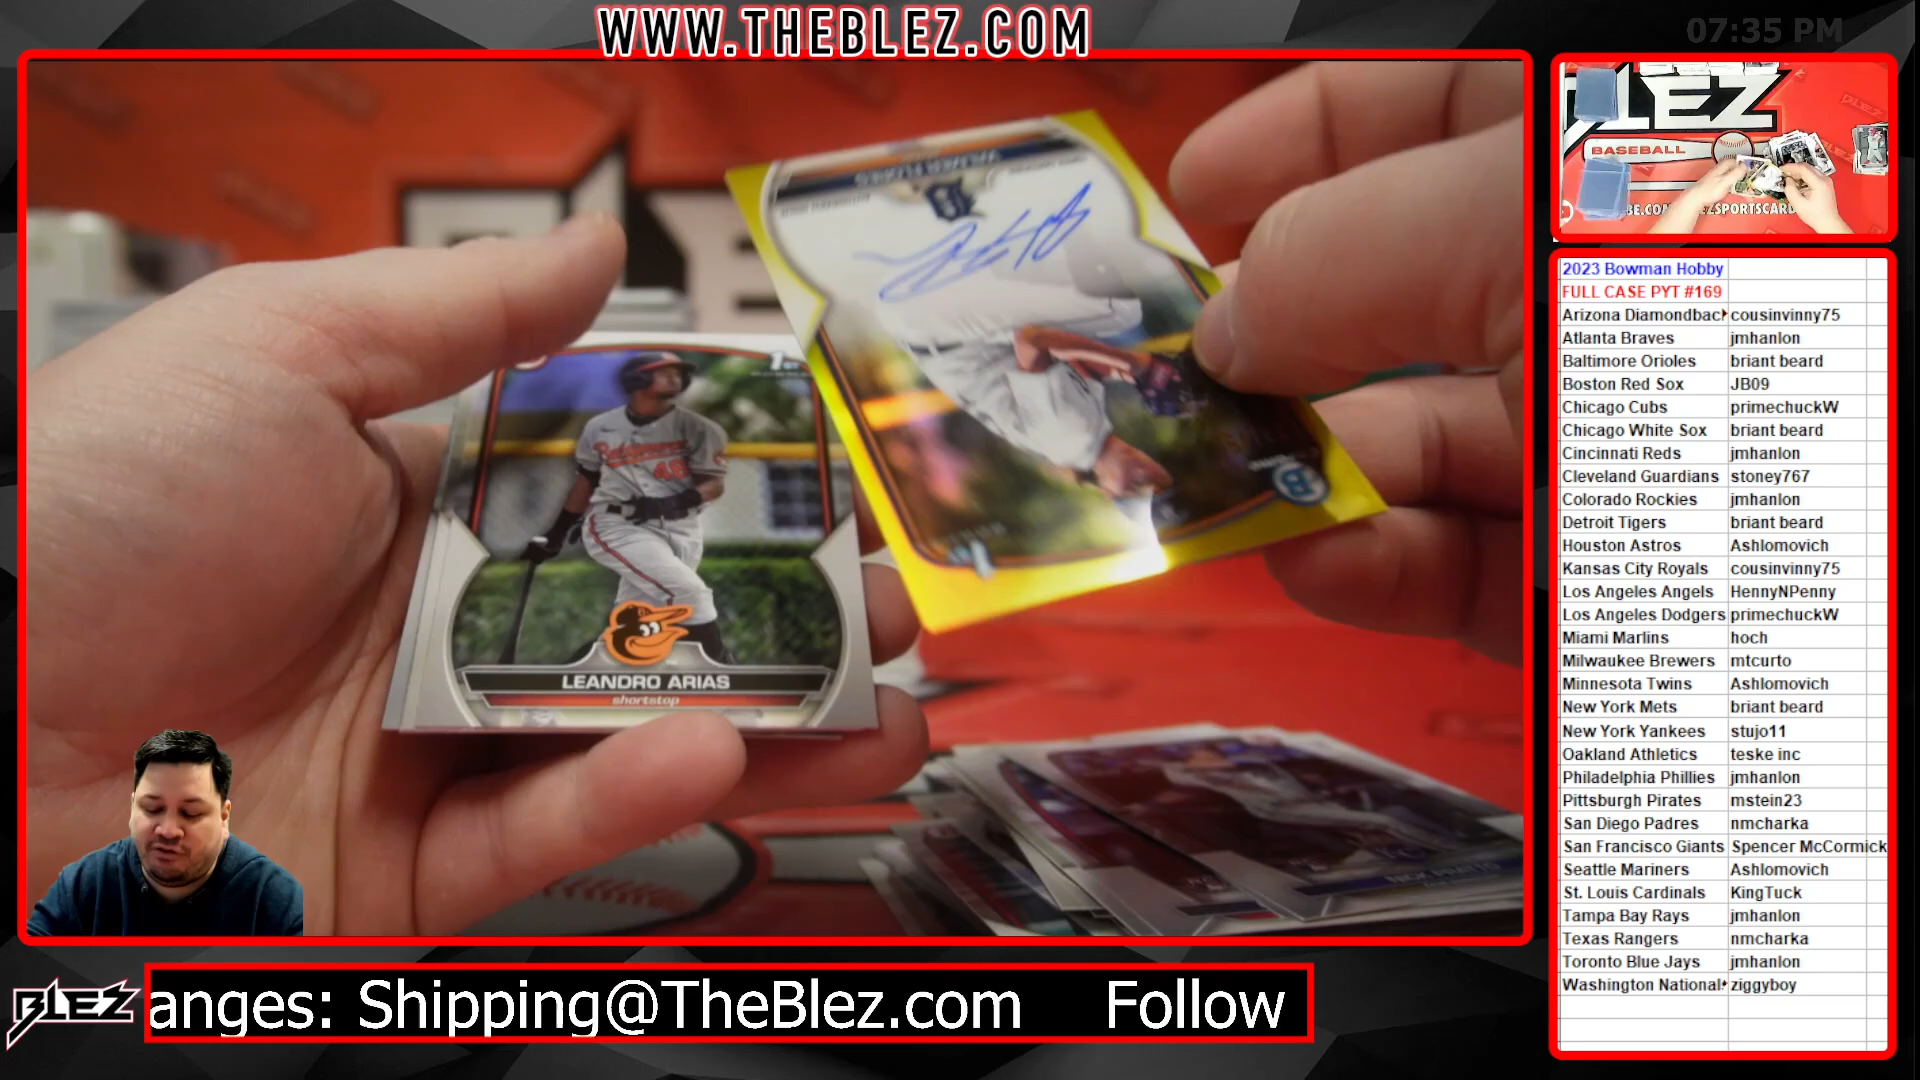 WWW.THEBLEZ.COM
07:35 PM
BLEZ
BASEBALL
WILMER FLORES
1st
Baltimore
48
LEANDRO ARIAS
shortstop
2023 Bowman Hobby
FULL CASE PYT #169
Arizona Diamondbac cousinvinny75
Atlanta Braves jmhanlon
Baltimore Orioles briant beard
Boston Red Sox JB09
Chicago Cubs primechuckW
Chicago White Sox briant beard
Cincinnati Reds jmhanlon
Cleveland Guardians stoney767
Colorado Rockies jmhanlon
Detroit Tigers briant beard
Houston Astros Ashlomovich
Kansas City Royals cousinvinny75
Los Angeles Angels HennyNPenny
Los Angeles Dodgers primechuckW
Miami Marlins hoch
Milwaukee Brewers mtcurto
Minnesota Twins Ashlomovich
New York Mets briant beard
New York Yankees stujo11
Oakland Athletics teske inc
Philadelphia Phillies jmhanlon
Pittsburgh Pirates mstein23
San Diego Padres nmcharka
San Francisco Giants Spencer McCormick
Seattle Mariners Ashlomovich
St. Louis Cardinals KingTuck
Tampa Bay Rays jmhanlon
Texas Rangers nmcharka
Toronto Blue Jays jmhanlon
Washington National ziggyboy
BLEZ
anges: Shipping@TheBlez.com Follow